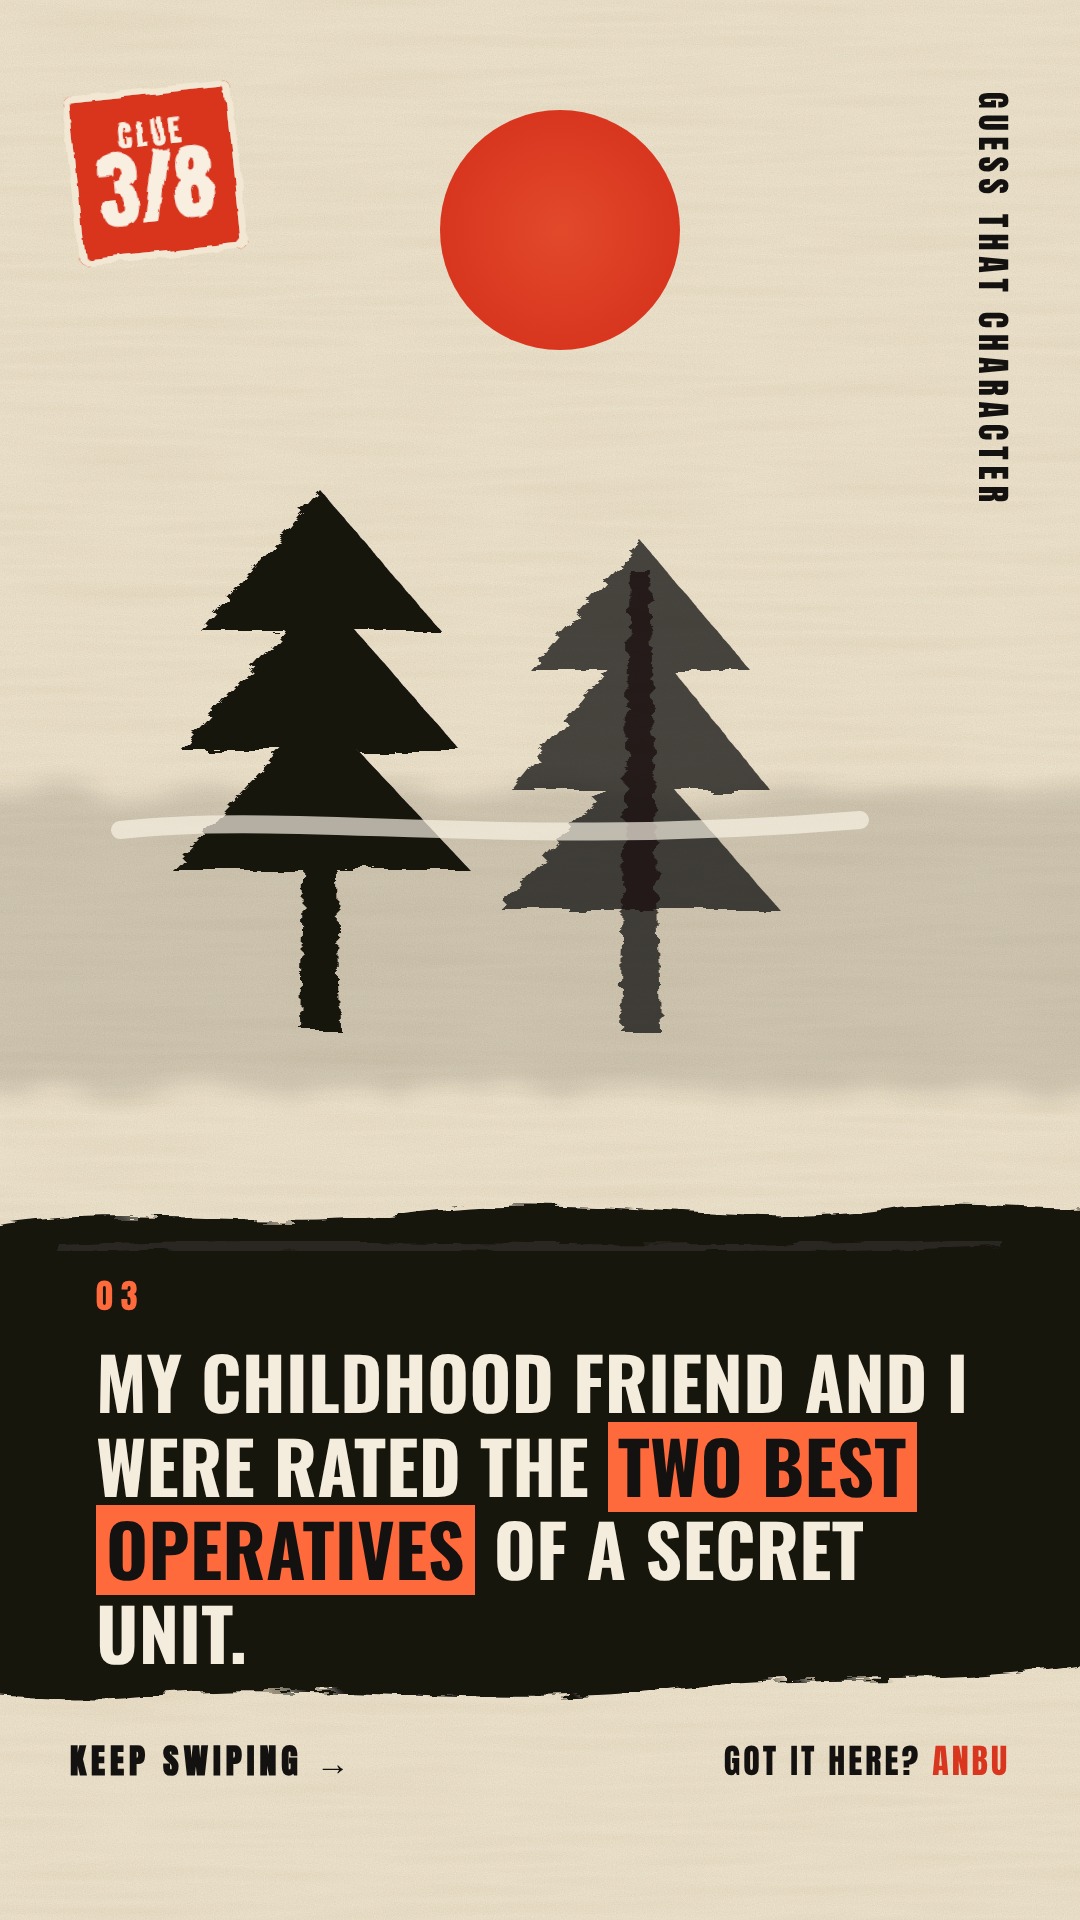 CLUE
3/8
GUESS THAT CHARACTER
03
MY CHILDHOOD FRIEND AND I
WERE RATED THE TWO BEST
OPERATIVES OF A SECRET
UNIT.
KEEP SWIPING →
GOT IT HERE? ANBU